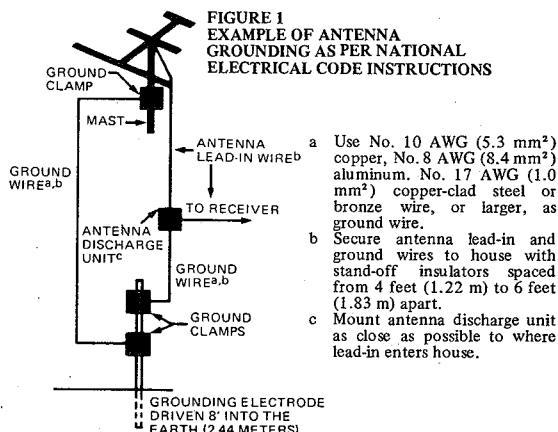 FIGURE 1
EXAMPLE OF ANTENNA
GROUNDING AS PER NATIONAL
ELECTRICAL CODE INSTRUCTIONS
GROUND
CLAMP
MAST
GROUND
WIREᵃ,ᵇ
ANTENNA
LEAD-IN WIREᵇ
TO RECEIVER
ANTENNA
DISCHARGE
UNITᶜ
GROUND
WIREᵃ,ᵇ
GROUND
CLAMPS
GROUNDING ELECTRODE
DRIVEN 8' INTO THE
EARTH (2.44 METERS)
a Use No. 10 AWG (5.3 mm²)
copper, No. 8 AWG (8.4 mm²)
aluminum. No. 17 AWG (1.0
mm²) copper-clad steel or
bronze wire, or larger, as
ground wire.
b Secure antenna lead-in and
ground wires to house with
stand-off insulators spaced
from 4 feet (1.22 m) to 6 feet
(1.83 m) apart.
c Mount antenna discharge unit
as close as possible to where
lead-in enters house.